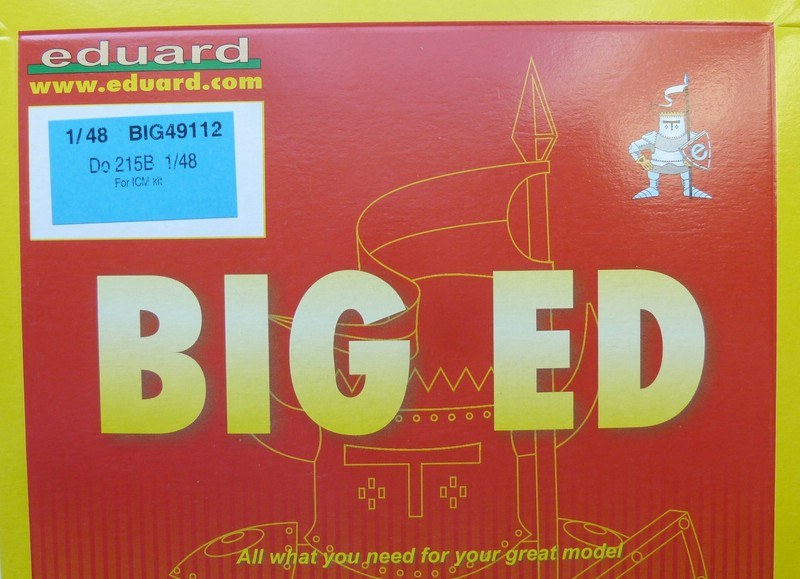 eduard
www.eduard.com
1/48 BIG49112
Do 215B 1/48
For ICM kit
e
BIG ED
All what you need for your great model